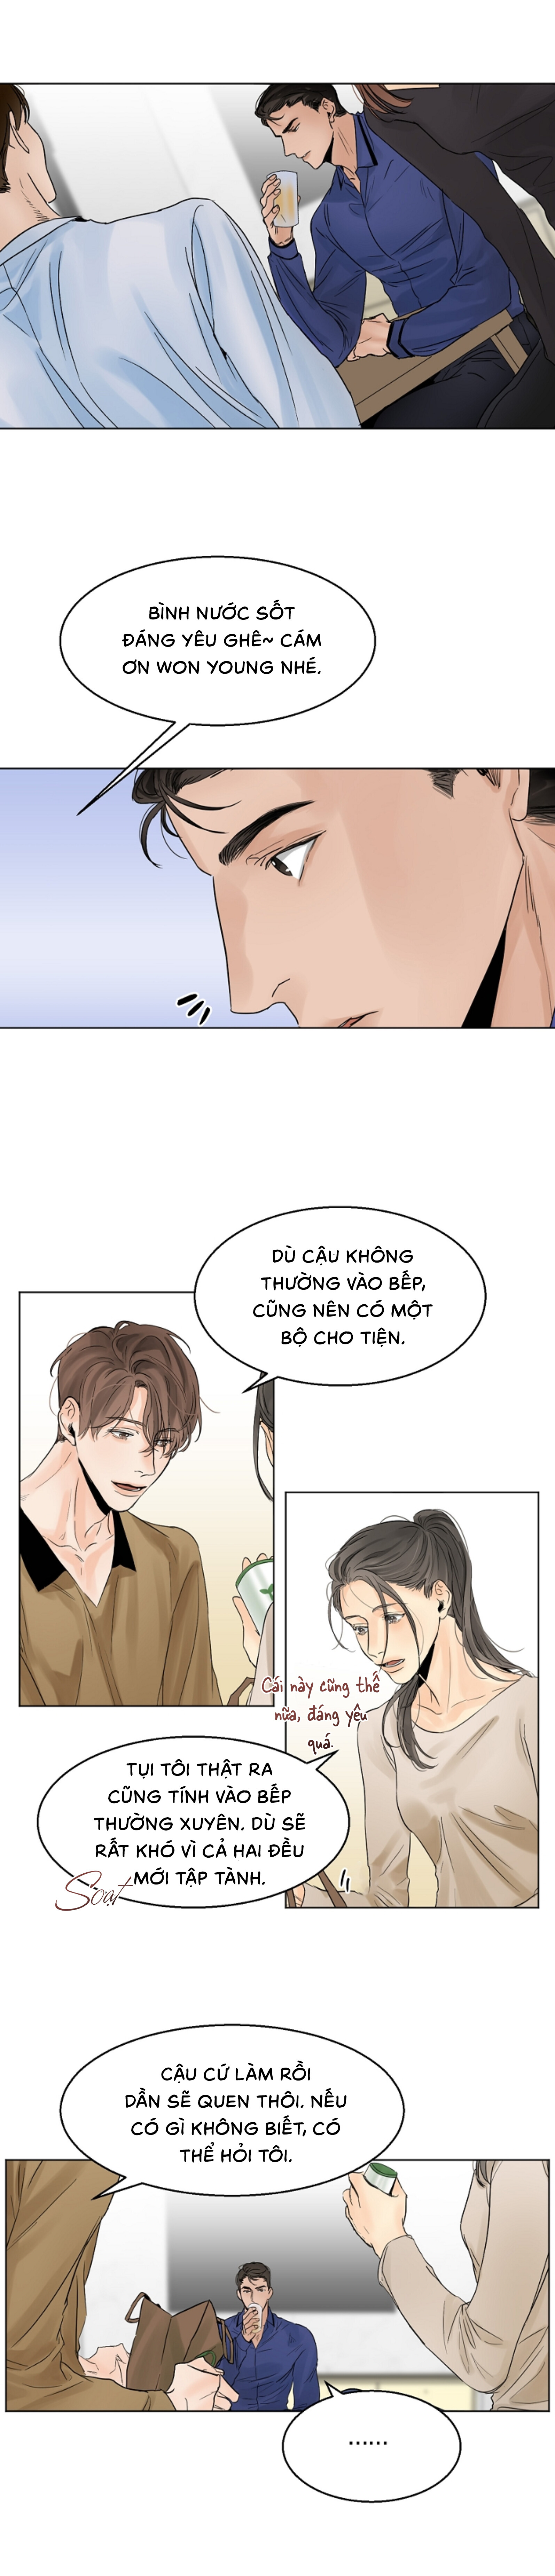 BÌNH NƯỚC SỐT
ĐÁNG YÊU GHÊ~ CÁM
ƠN WON YOUNG NHÉ.
DÙ CẬU KHÔNG
THƯỜNG VÀO BẾP,
CŨNG NÊN CÓ MỘT
BỘ CHO TIỆN.
Cái này cũng thế
nữa, đáng yêu
quá.
TỤI TÔI THẬT RA
CŨNG TÍNH VÀO BẾP
THƯỜNG XUYÊN. DÙ SẼ
RẤT KHÓ VÌ CẢ HAI ĐỀU
MỚI TẬP TÀNH.
Soạt
CẬU CỨ LÀM RỒI
DẦN SẼ QUEN THÔI. NẾU
CÓ GÌ KHÔNG BIẾT, CÓ
THỂ HỎI TÔI.
......